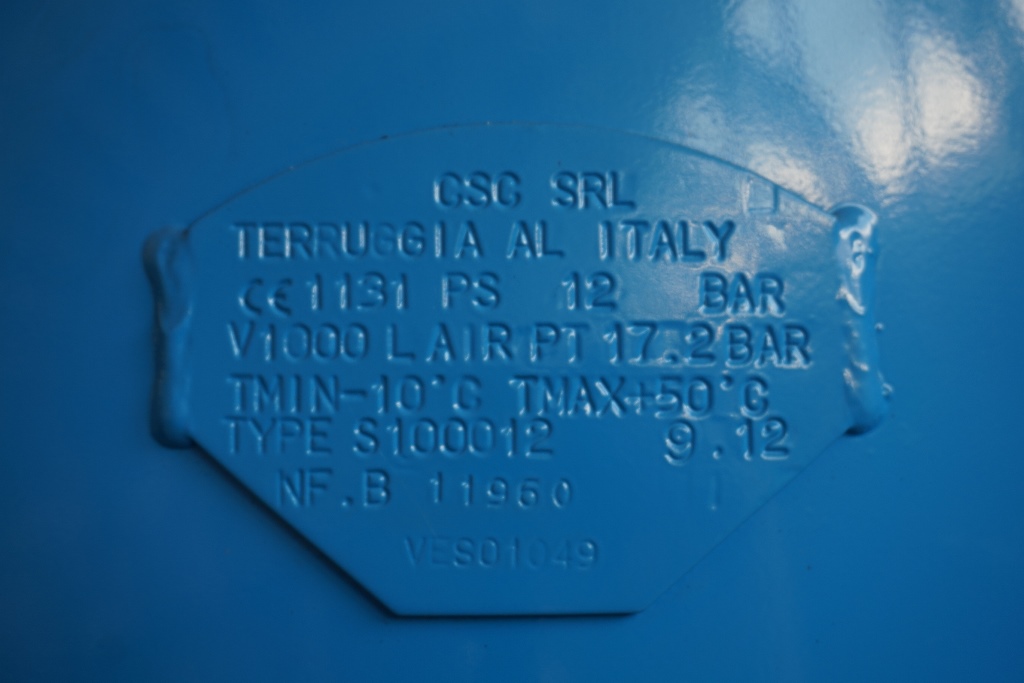 CSC SRL
TERRUGGIA AL ITALY
CE 1131 PS 12 BAR
V1000 L AIR PT 17.2 BAR
TMIN-10°C TMAX+50°C
TYPE S100012 9.12
NF.B 11960
VES01049